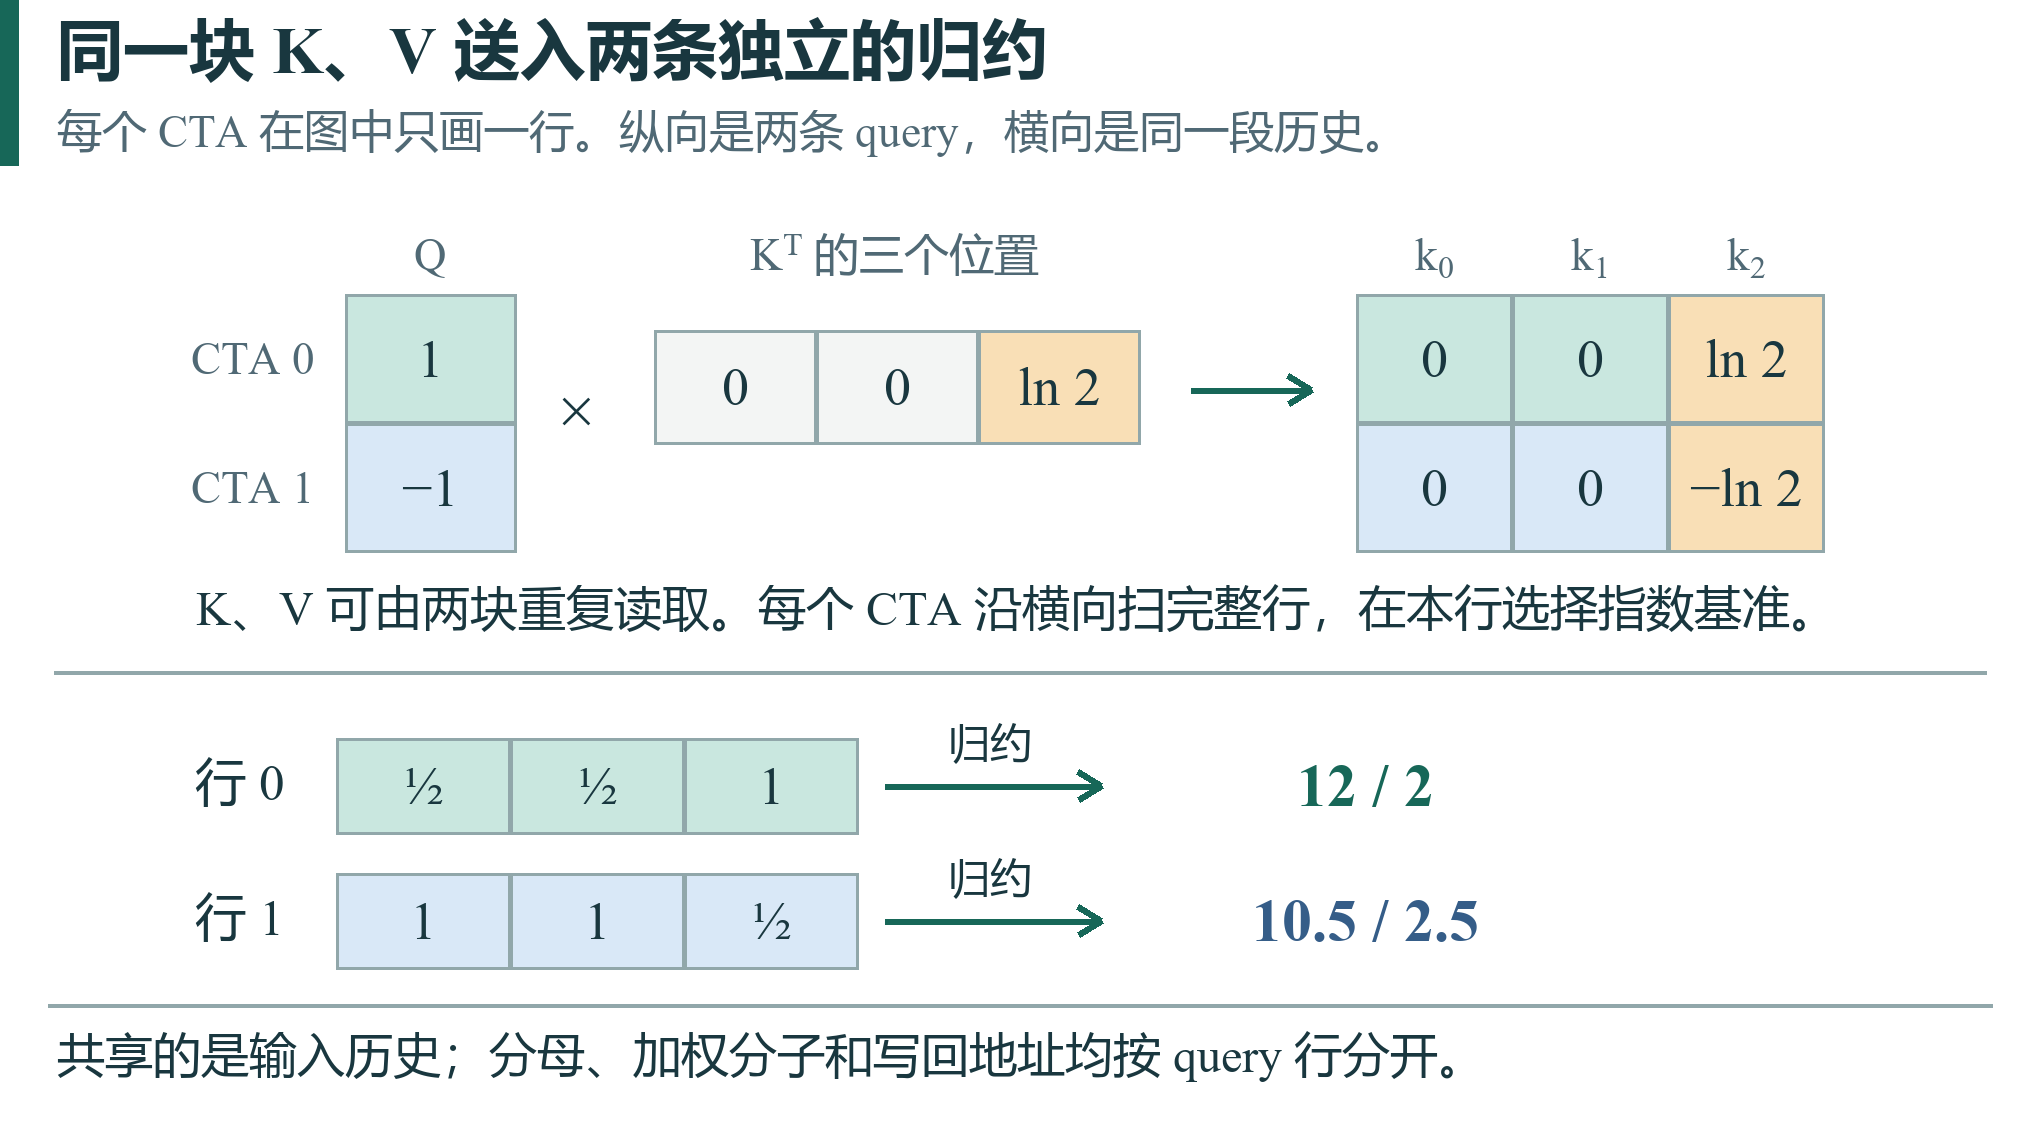 同一块 K、V 送入两条独立的归约
每个 CTA 在图中只画一行。纵向是两条 query，横向是同一段历史。
Q
Kᵀ 的三个位置
k₀ k₁ k₂
CTA 0 1 0 0 ln 2
× 0 0 ln 2
CTA 1 −1 0 0 −ln 2
K、V 可由两块重复读取。每个 CTA 沿横向扫完整行，在本行选择指数基准。
归约
行 0 ½ ½ 1 12 / 2
归约
行 1 1 1 ½ 10.5 / 2.5
共享的是输入历史；分母、加权分子和写回地址均按 query 行分开。